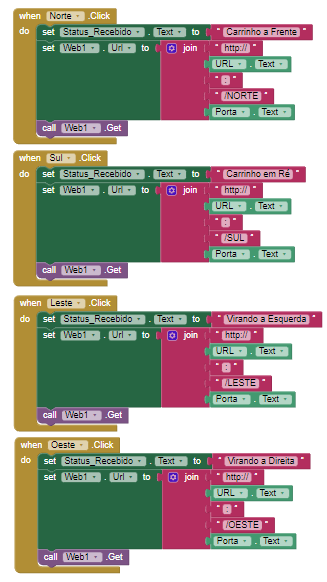 when Norte .Click
do set Status_Recebido . Text to " Carrinho a Frente "
set Web1 . Url to join " http:// "
URL . Text
" : "
" /NORTE "
Porta . Text
call Web1 .Get
when Sul .Click
do set Status_Recebido . Text to " Carrinho em Ré "
set Web1 . Url to join " http:// "
URL . Text
" : "
" /SUL "
Porta . Text
call Web1 .Get
when Leste .Click
do set Status_Recebido . Text to " Virando a Esquerda "
set Web1 . Url to join " http:// "
URL . Text
" : "
" /LESTE "
Porta . Text
call Web1 .Get
when Oeste .Click
do set Status_Recebido . Text to " Virando a Direita "
set Web1 . Url to join " http:// "
URL . Text
" : "
" /OESTE "
Porta . Text
call Web1 .Get